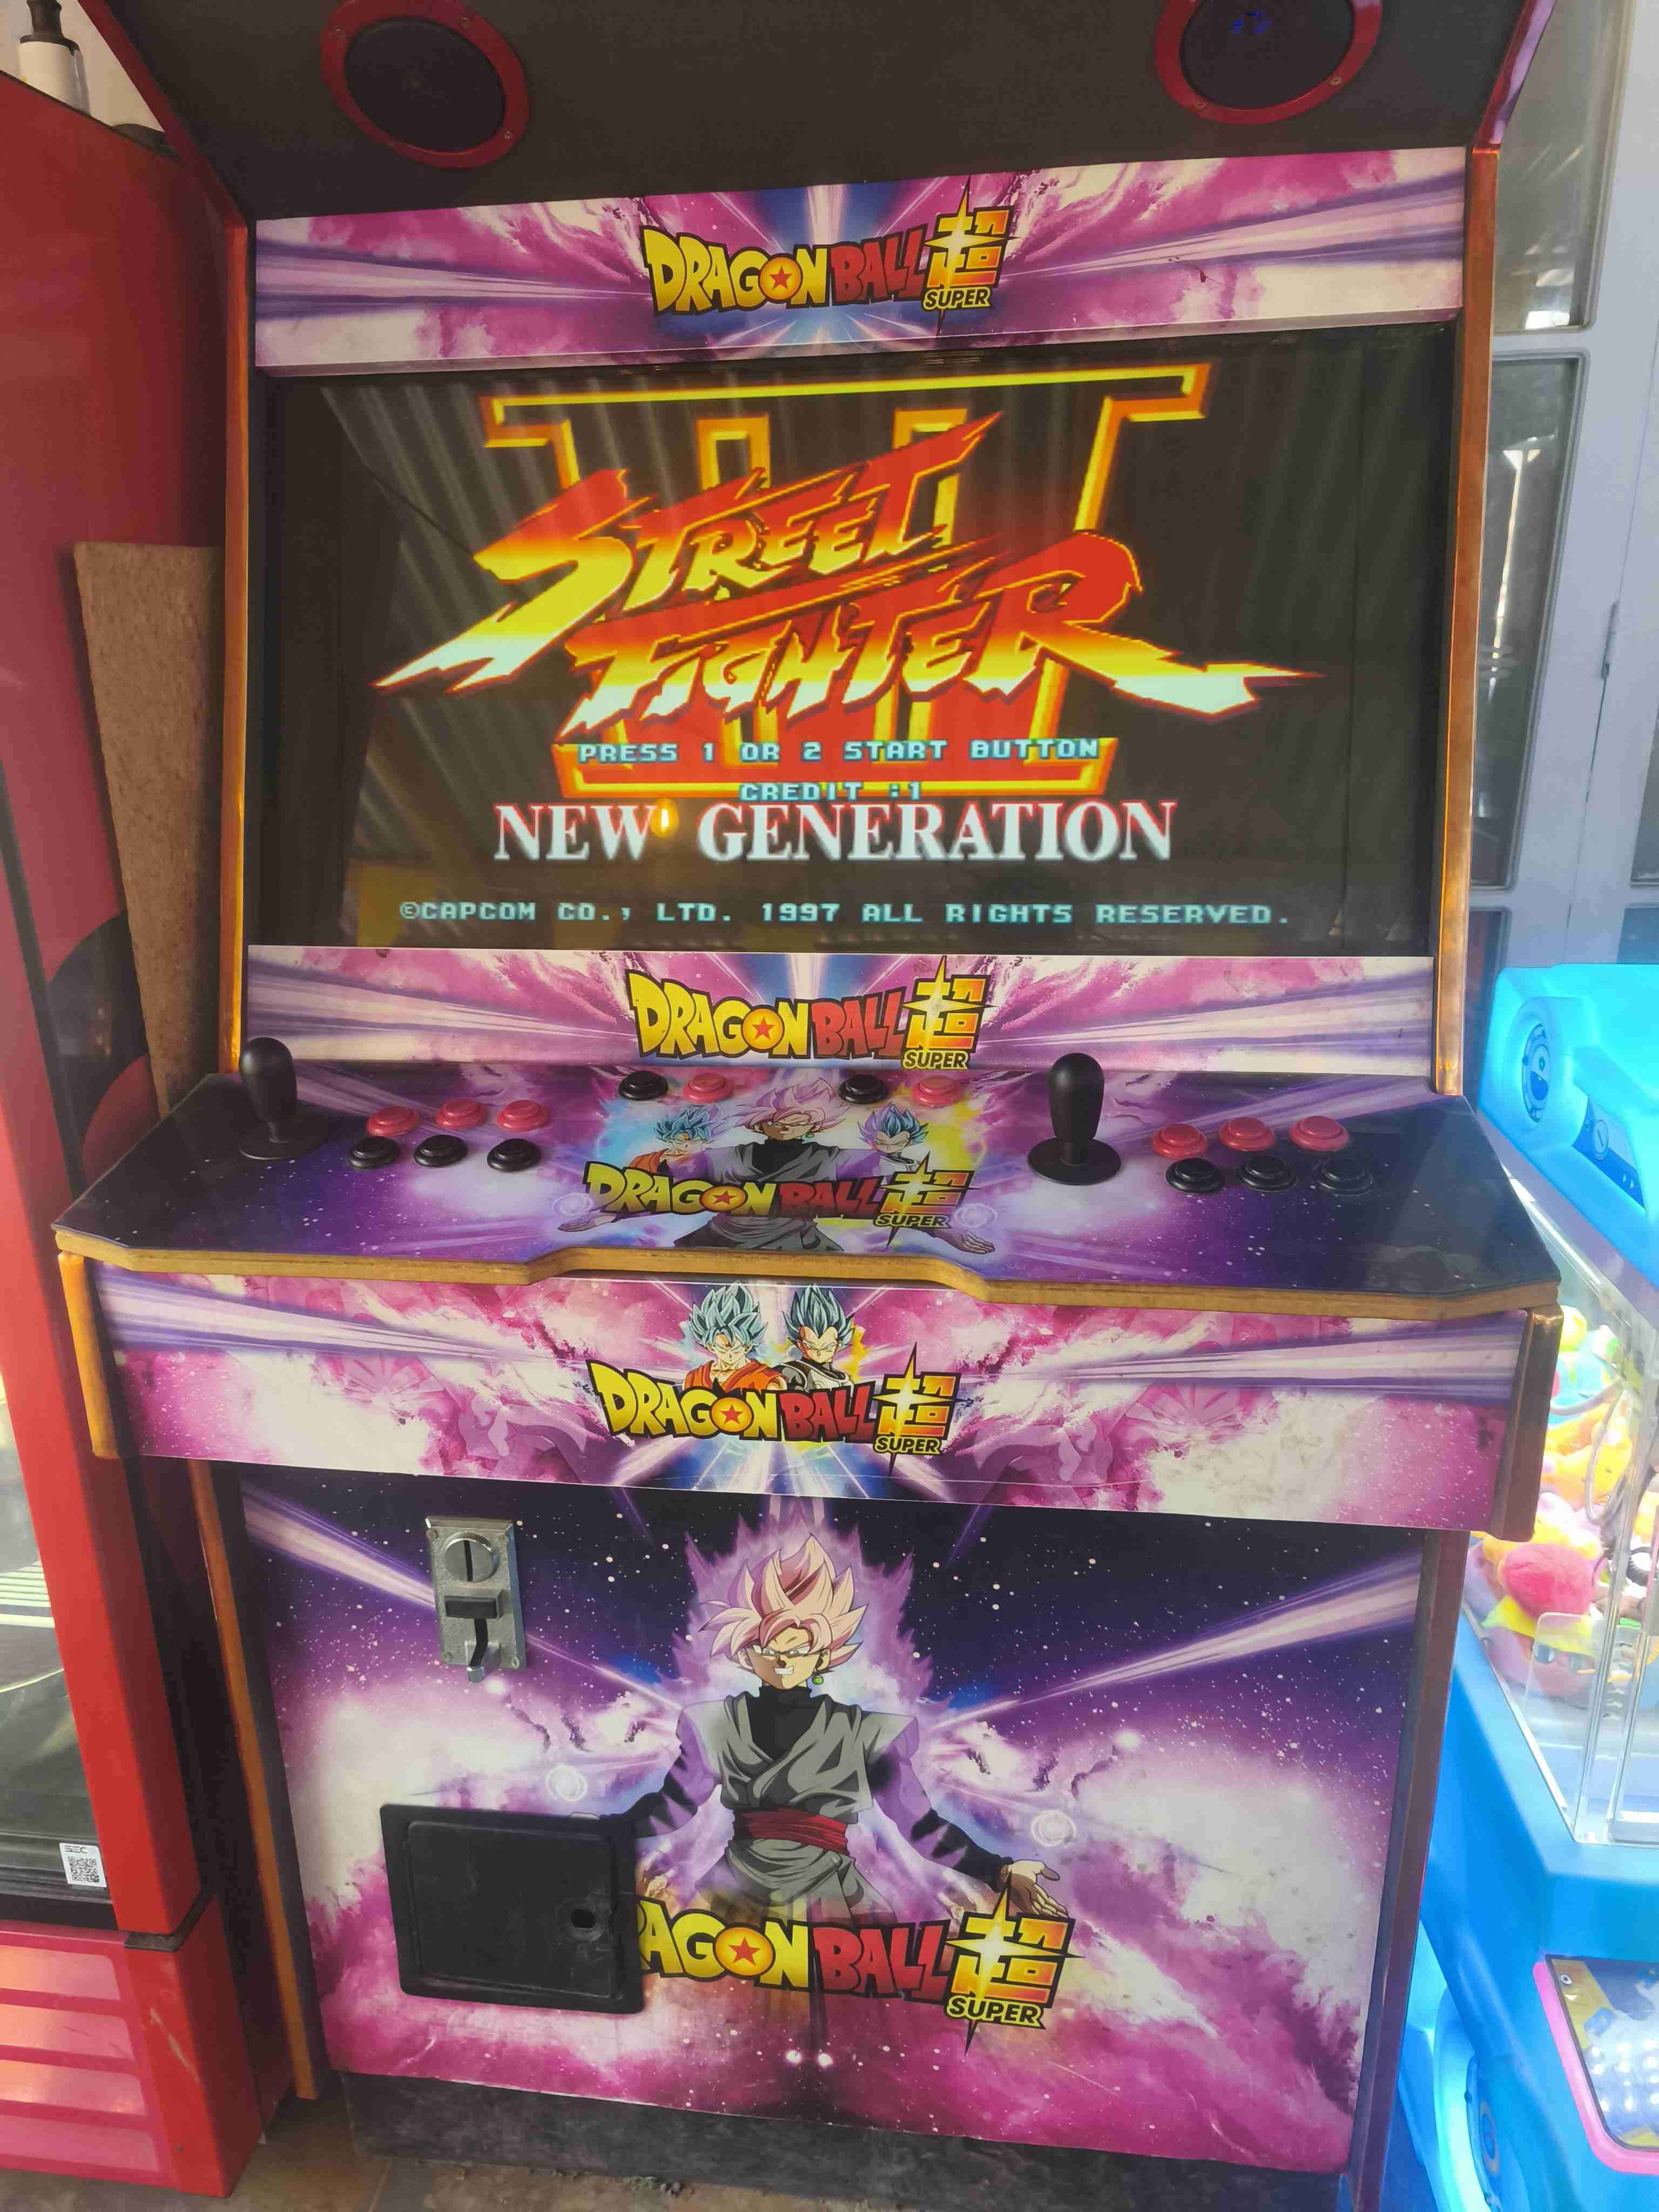 DRAGON BALL 超
SUPER
III
STREET
FIGHTER
PRESS 1 OR 2 START BUTTON
CREDIT :1
NEW GENERATION
©CAPCOM CO., LTD. 1997 ALL RIGHTS RESERVED.
DRAGON BALL 超
SUPER
DRAGON BALL 超
SUPER
DRAGON BALL 超
SUPER
RAGON BALL 超
SUPER
SEC